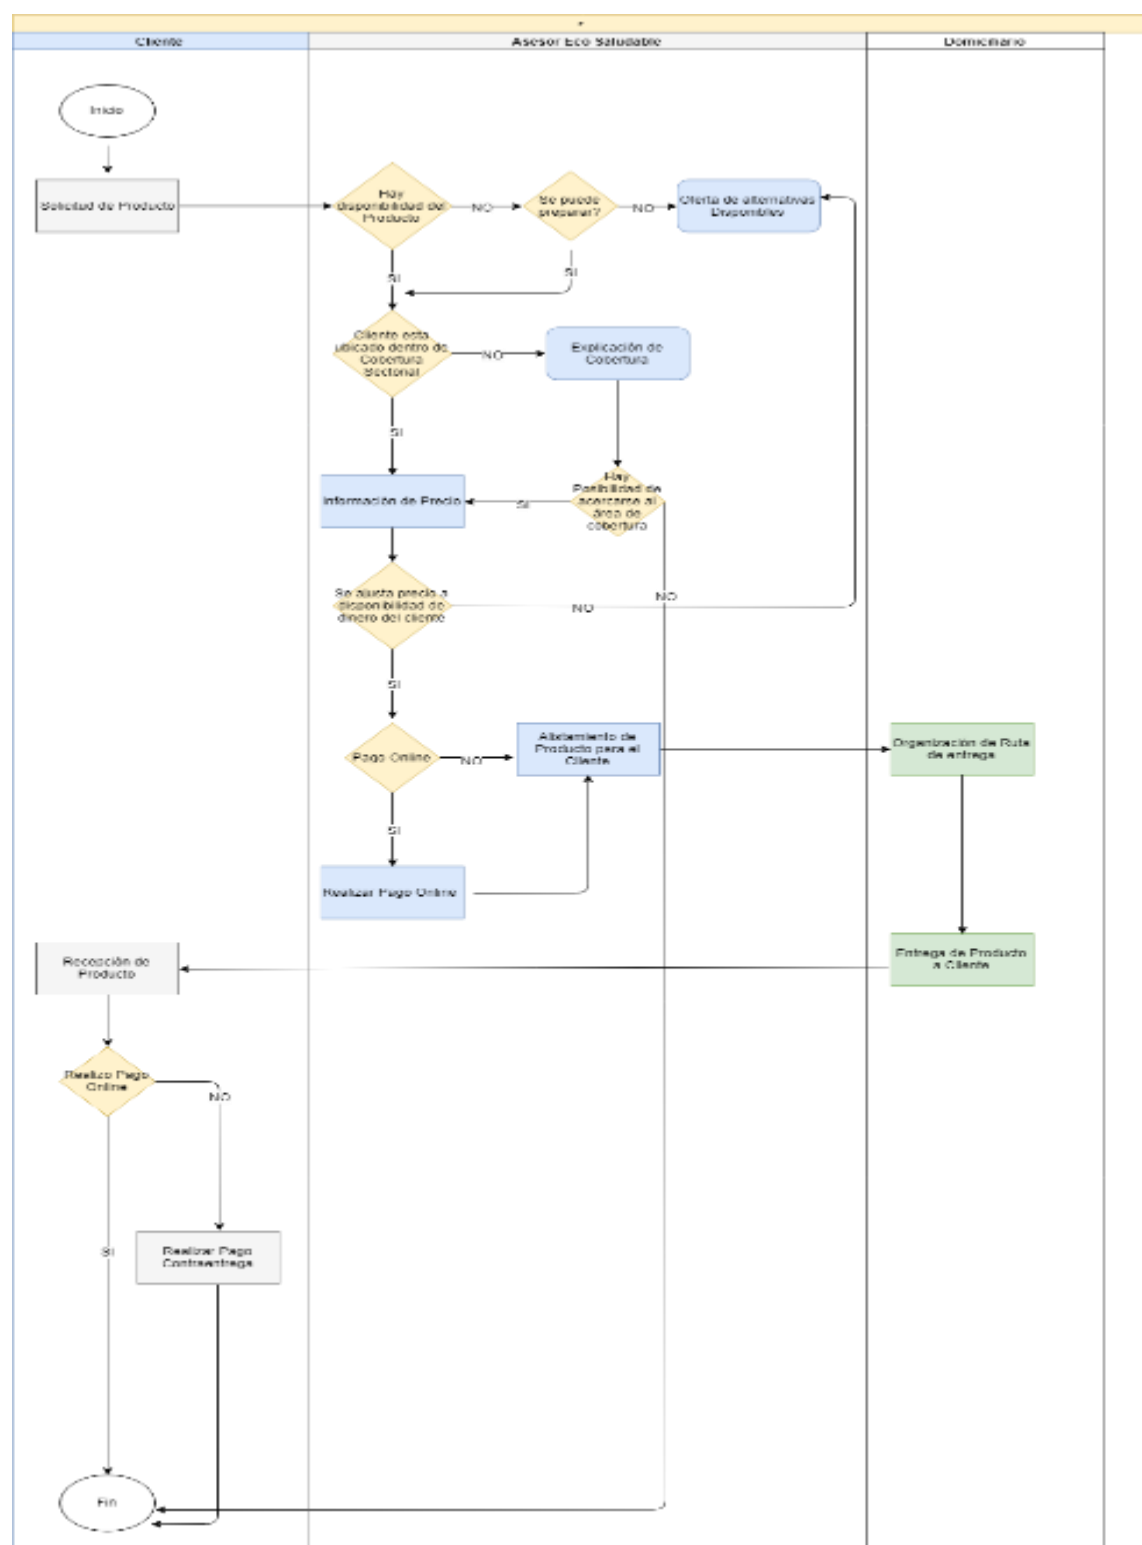 Cliente
Asesor Eco Saludable
Domiciliario
Inicio
Solicitud de Producto
Hay
disponibilidad del
Producto
NO
Se puede
preparar?
NO
Oferta de alternativas
Disponibles
SI
SI
Cliente esta
ubicado dentro de
Cobertura
Sectorial
NO
Explicación de
Cobertura
SI
Hay
Posibilidad de
acercarse al
área de
cobertura
SI
Información de Precio
NO
Se ajusta precio a
disponibilidad de
dinero del cliente
NO
SI
Pago Online
NO
Alistamiento de
Producto para el
Cliente
Organización de Ruta
de entrega
SI
Realizar Pago Online
Recepción de
Producto
Entrega de Producto
a Cliente
Realizo Pago
Online
NO
SI
Realizar Pago
Contraentrega
Fin